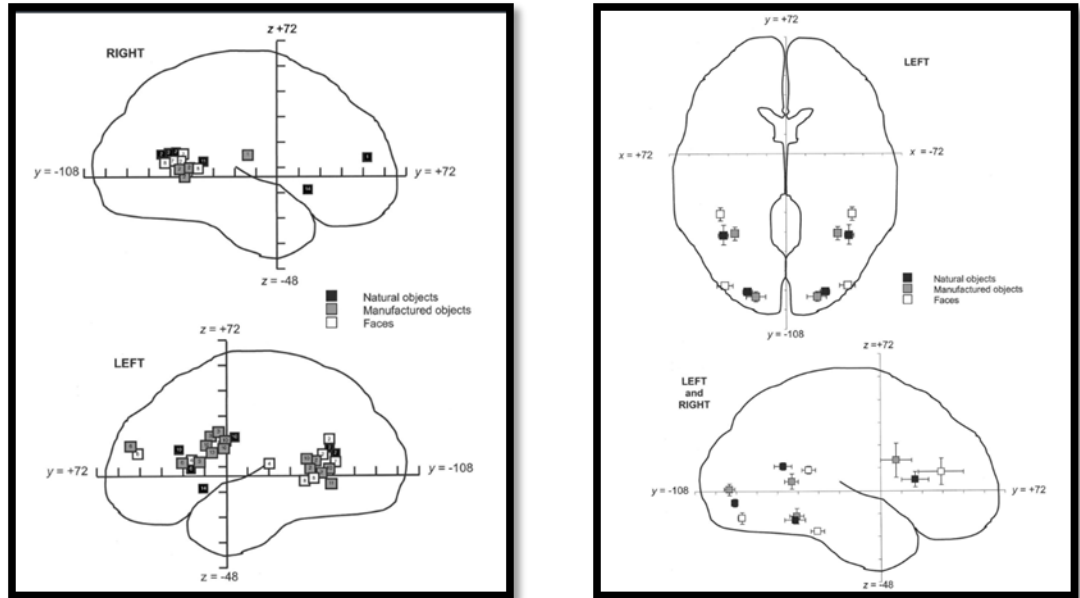 z +72
RIGHT
y = -108
y = +72
z = -48
Natural objects
Manufactured objects
Faces
z = +72
LEFT
y = +72
y = -108
z = -48
y = +72
LEFT
x = +72
x = -72
Natural objects
Manufactured objects
Faces
y = -108
z =+72
LEFT
and
RIGHT
y = -108
y = +72
z = -48